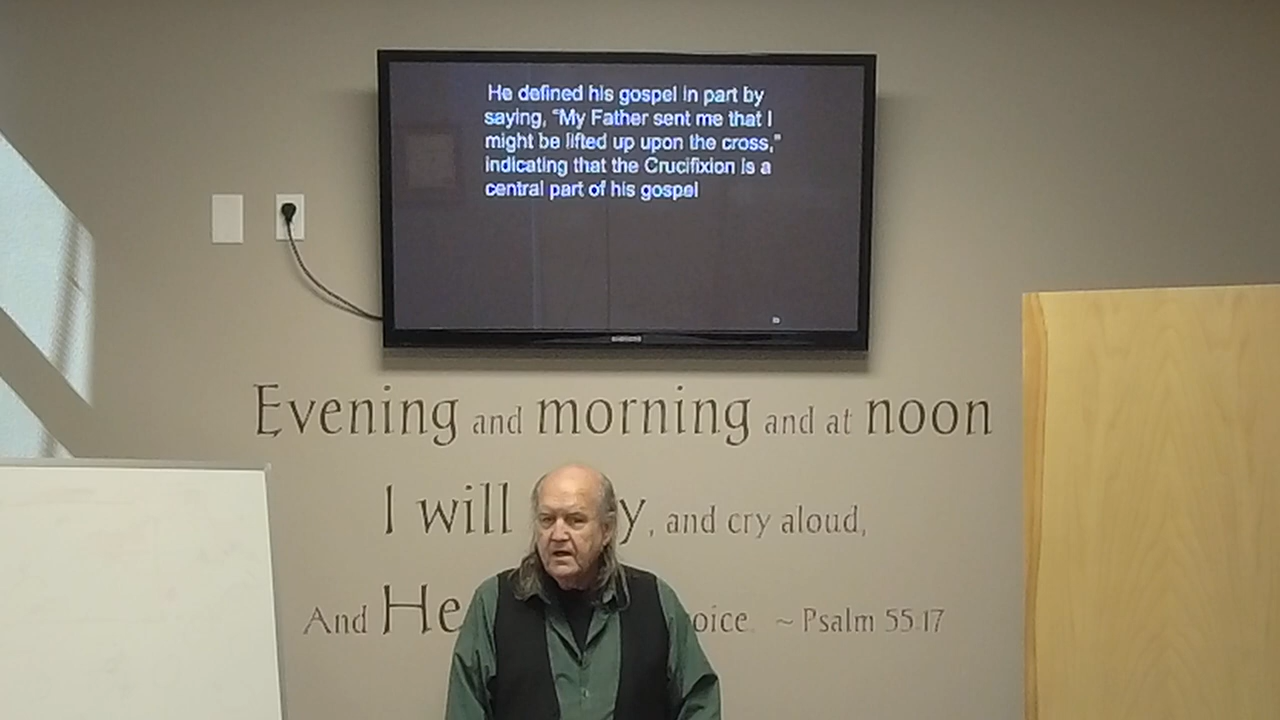 He defined his gospel in part by
saying, “My Father sent me that I
might be lifted up upon the cross,”
indicating that the Crucifixion is a
central part of his gospel
Evening and morning and at noon
I will y, and cry aloud,
And He oice. ~ Psalm 55:17